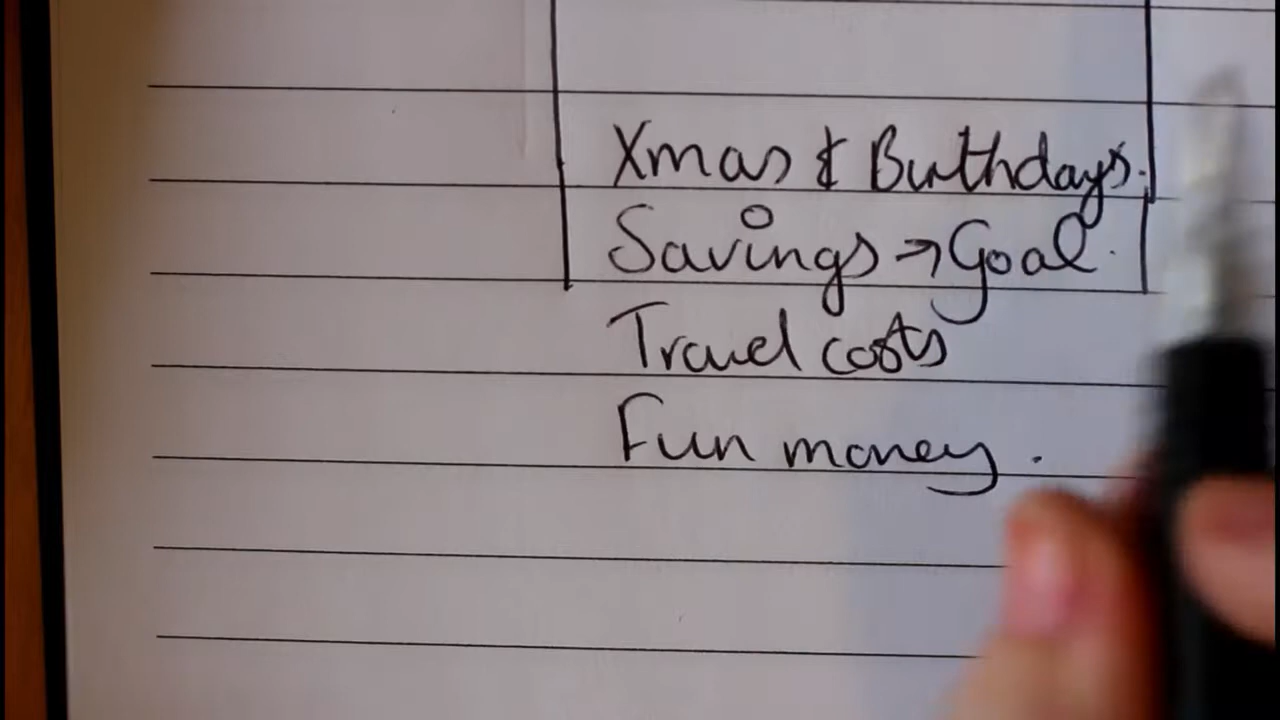 Xmas & Birthdays.
Savings → Goal.
Travel costs
Fun money.